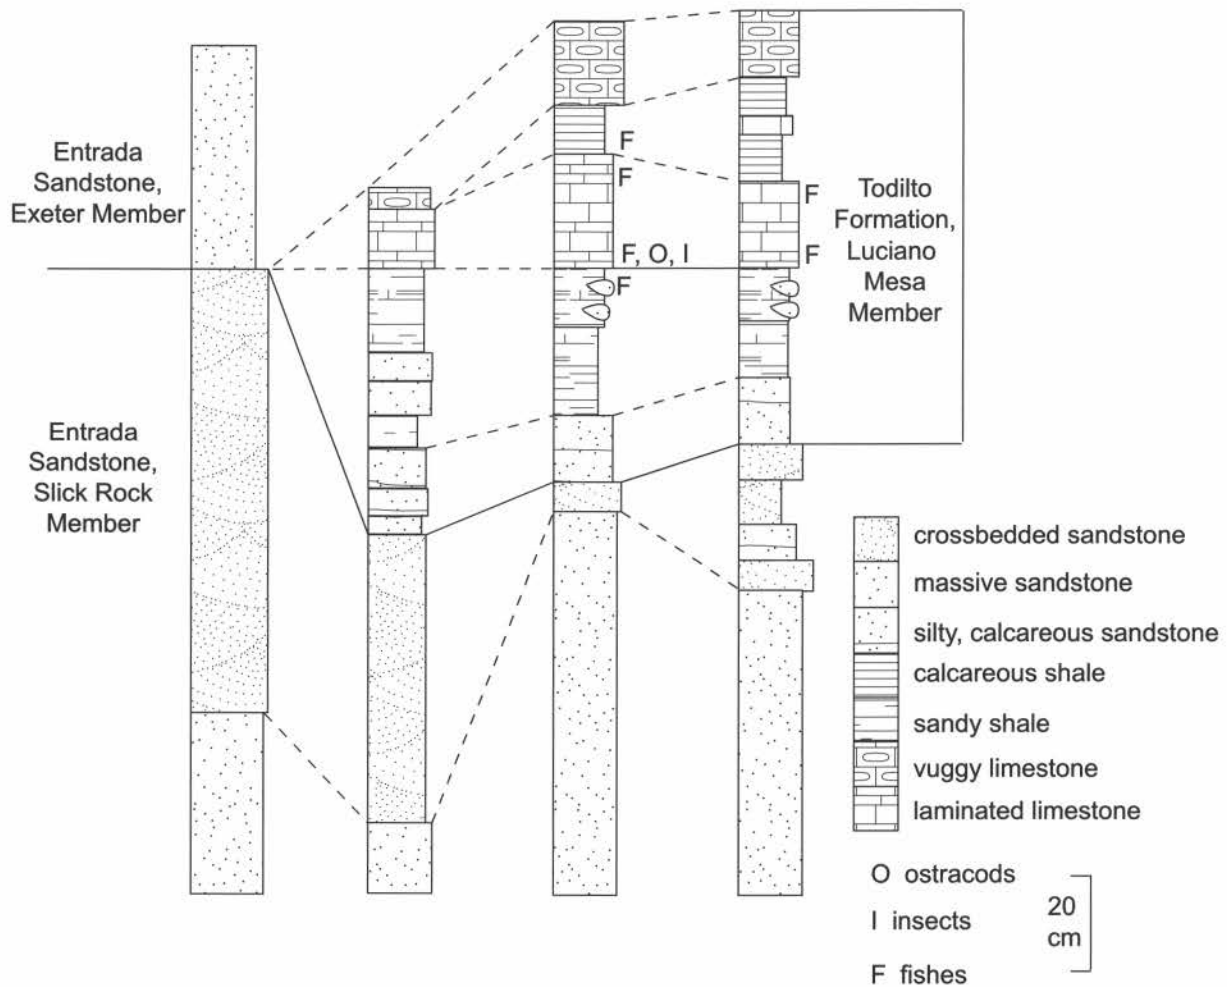 Entrada
Sandstone,
Exeter Member
Entrada
Sandstone,
Slick Rock
Member
F
F
F, O, I
F
F
F
Todilto
Formation,
Luciano
Mesa
Member
crossbedded sandstone
massive sandstone
silty, calcareous sandstone
calcareous shale
sandy shale
vuggy limestone
laminated limestone
O ostracods
I insects
F fishes
20
cm